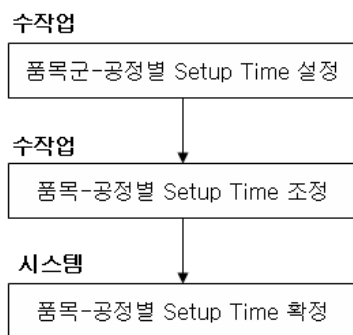 수작업
품목군-공정별 Setup Time 설정
수작업
품목-공정별 Setup Time 조정
시스템
품목-공정별 Setup Time 확정